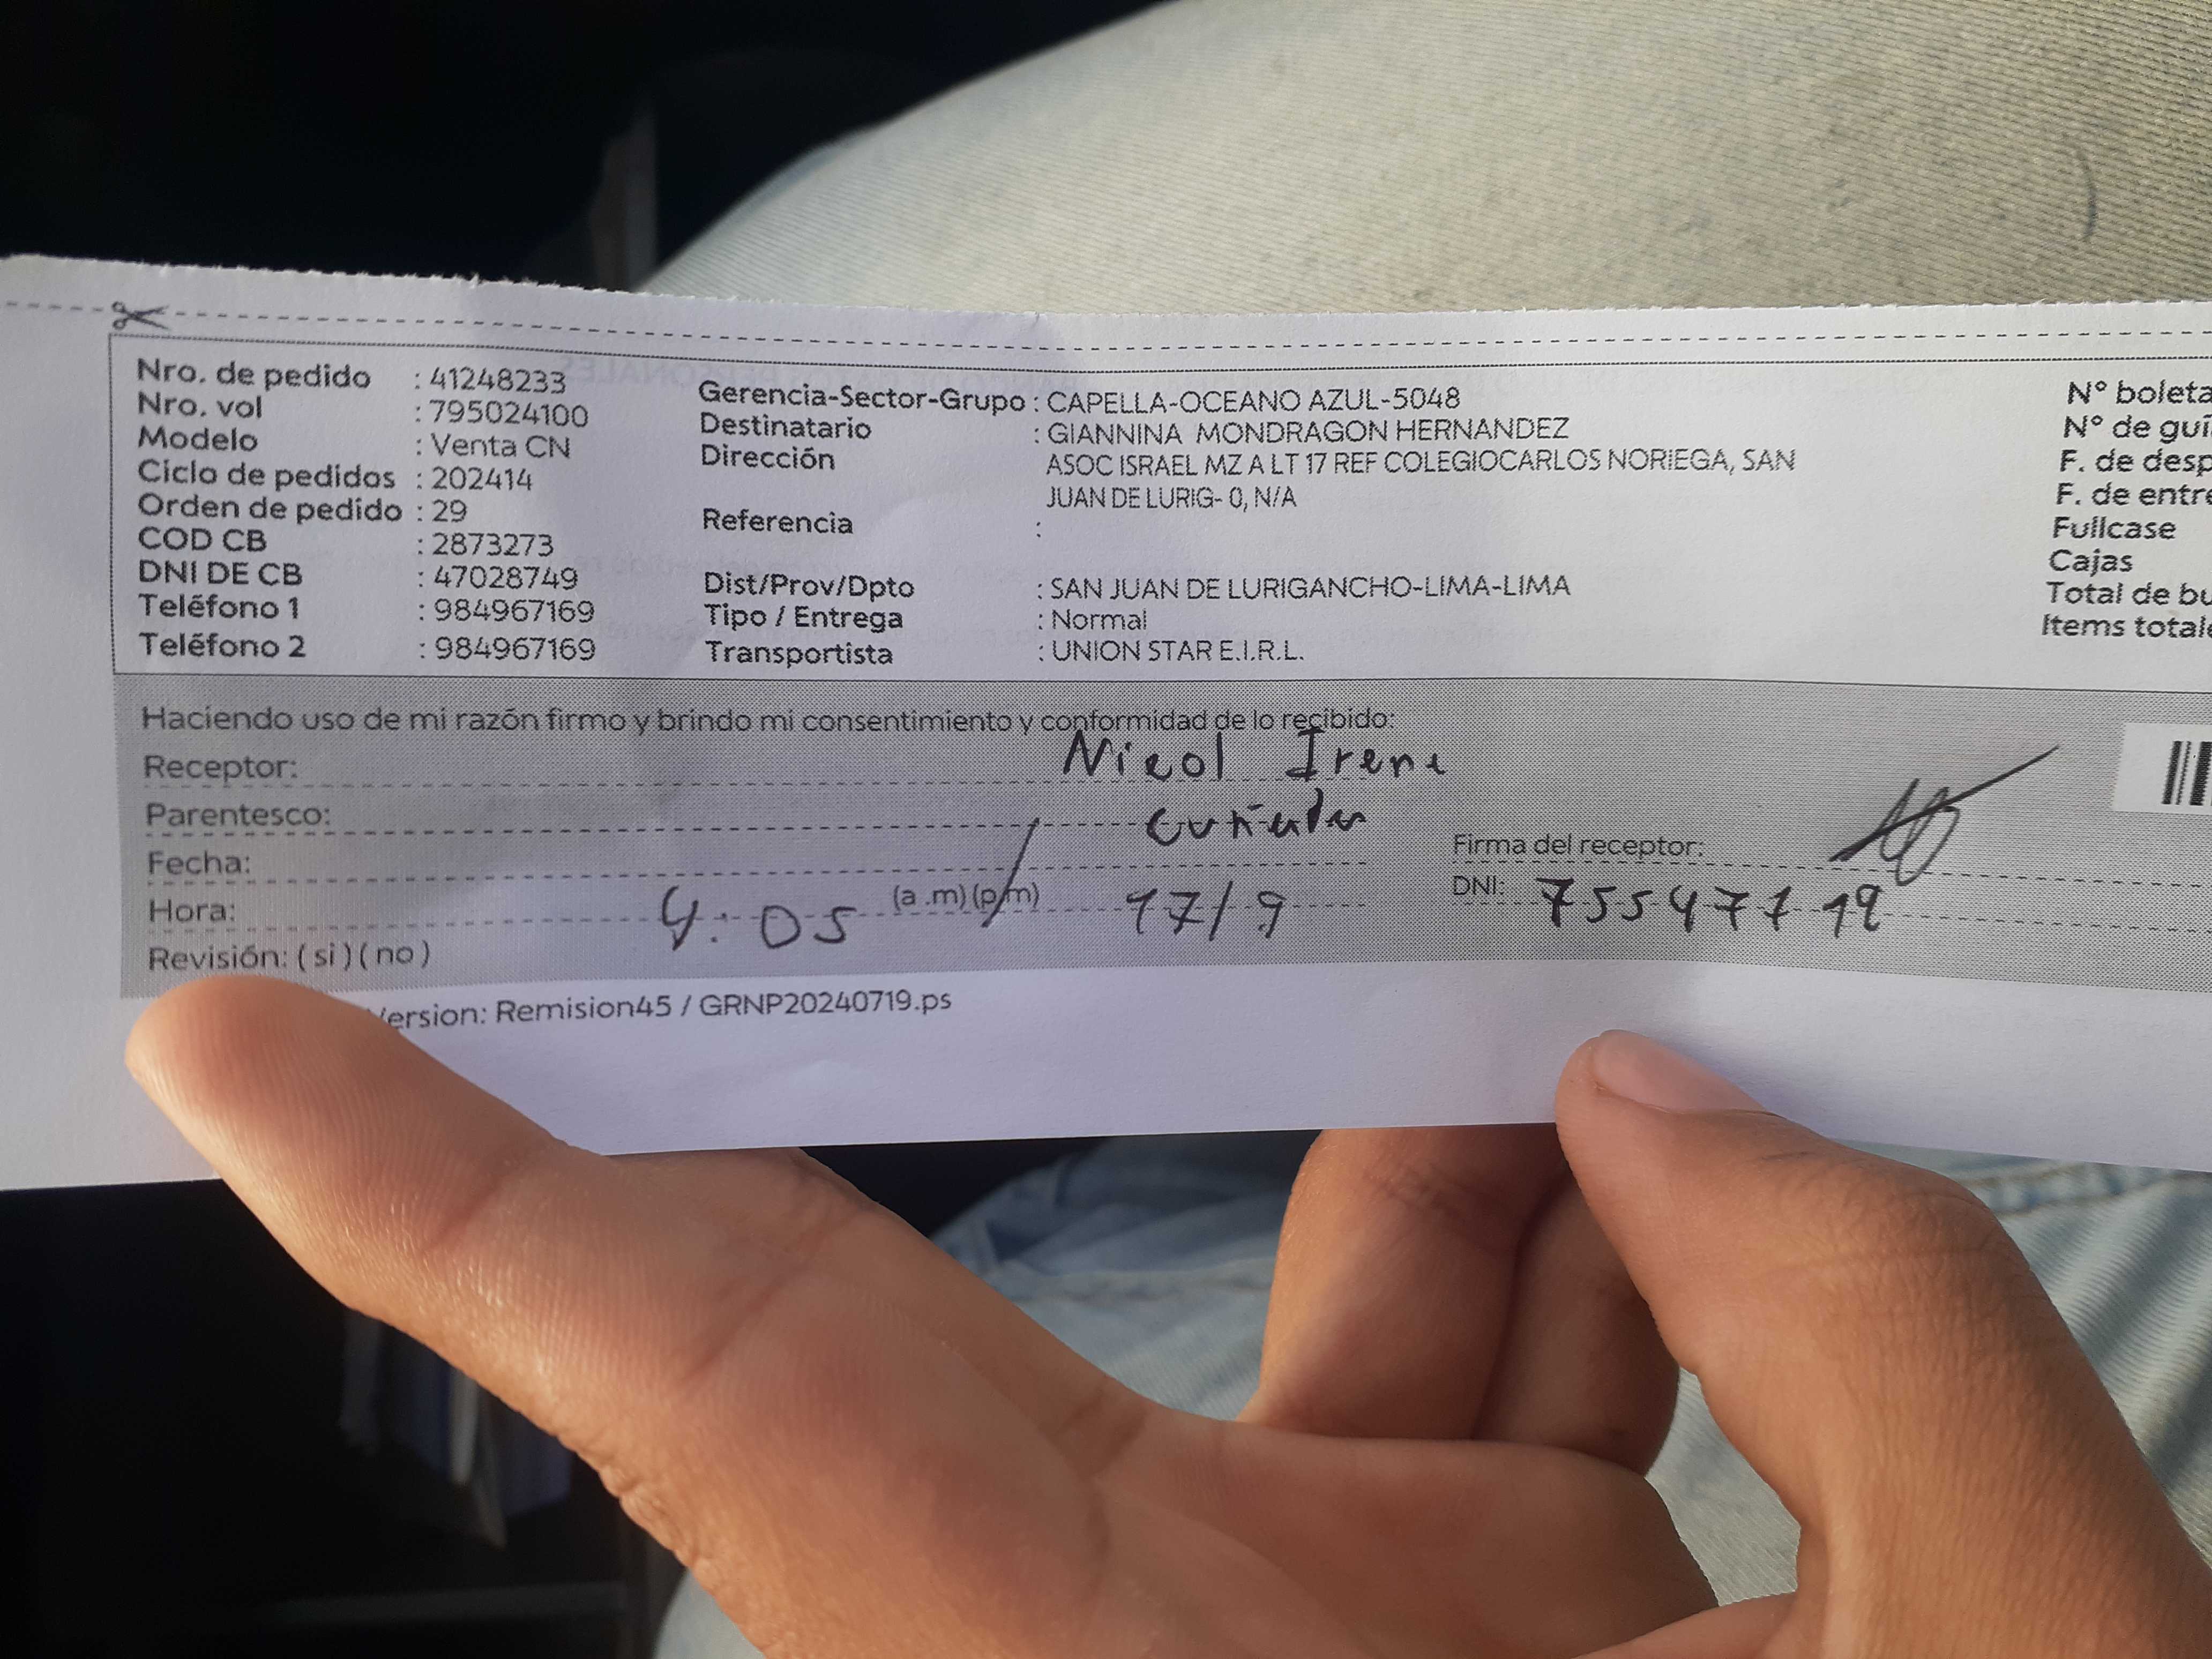 Nro. de pedido : 41248233
Nro. vol : 795024100
Modelo : Venta CN
Ciclo de pedidos : 202414
Orden de pedido : 29
COD CB : 2873273
DNI DE CB : 47028749
Teléfono 1 : 984967169
Teléfono 2 : 984967169
Gerencia-Sector-Grupo : CAPELLA-OCEANO AZUL-5048
Destinatario : GIANNINA MONDRAGON HERNANDEZ
Dirección ASOC ISRAEL MZ A LT 17 REF COLEGIOCARLOS NORIEGA, SAN
JUAN DE LURIG- 0, N/A
Referencia :
Dist/Prov/Dpto : SAN JUAN DE LURIGANCHO-LIMA-LIMA
Tipo / Entrega : Normal
Transportista : UNION STAR E.I.R.L.
N° boleta
N° de guí
F. de desp
F. de entre
Fullcase
Cajas
Total de bu
Items total
Haciendo uso de mi razón firmo y brindo mi consentimiento y conformidad de lo recibido:
Receptor: Nicol Irene
Parentesco: cuñada
Fecha:
Hora: 4:05 (a .m) (p/m) 17/9
Revisión: ( si ) ( no )
Firma del receptor:
DNI: 755477
Version: Remision45 / GRNP20240719.ps